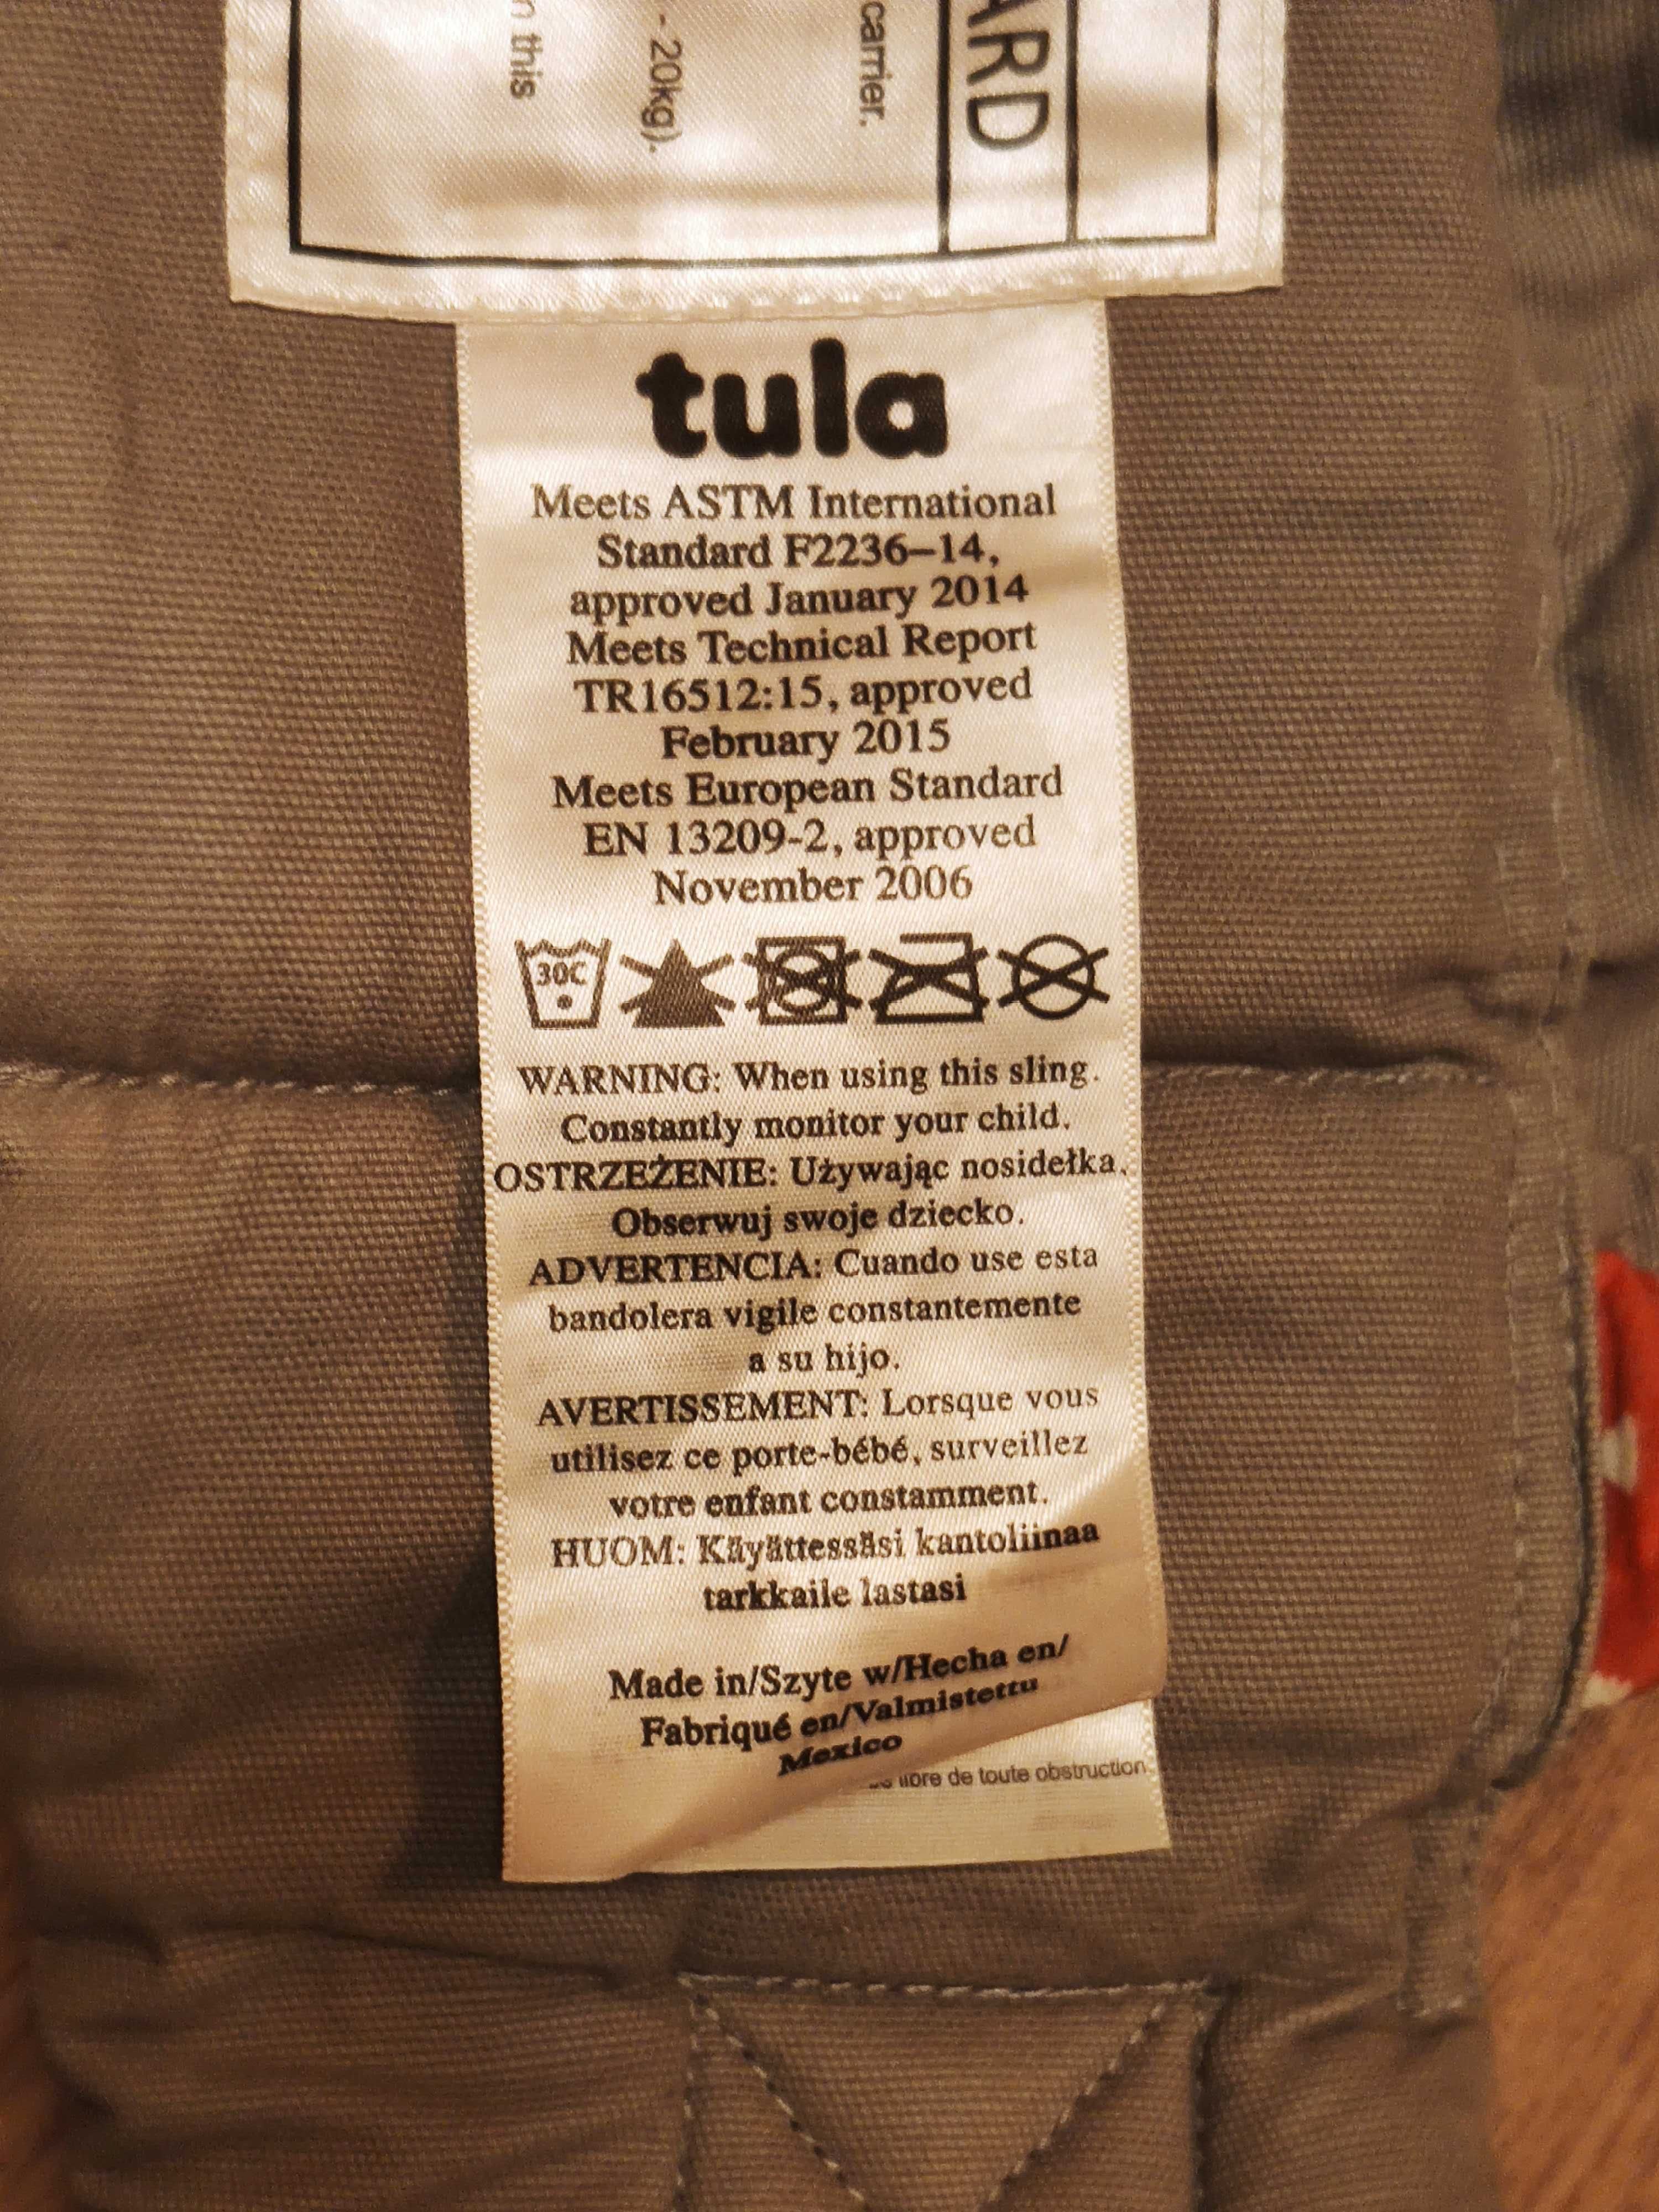 n this
- 20kg).
carrier.
ARD
tula
Meets ASTM International
Standard F2236–14,
approved January 2014
Meets Technical Report
TR16512:15, approved
February 2015
Meets European Standard
EN 13209-2, approved
November 2006
30C
WARNING: When using this sling.
Constantly monitor your child.
OSTRZEŻENIE: Używając nosidełka.
Obserwuj swoje dziecko.
ADVERTENCIA: Cuando use esta
bandolera vigile constantemente
a su hijo.
AVERTISSEMENT: Lorsque vous
utilisez ce porte-bébé, surveillez
votre enfant constamment.
HUOM: Käyättessäsi kantoliinaa
tarkkaile lastasi
Made in/Szyte w/Hecha en/
Fabriqué en/Valmistettu
Mexico
libre de toute obstruction.